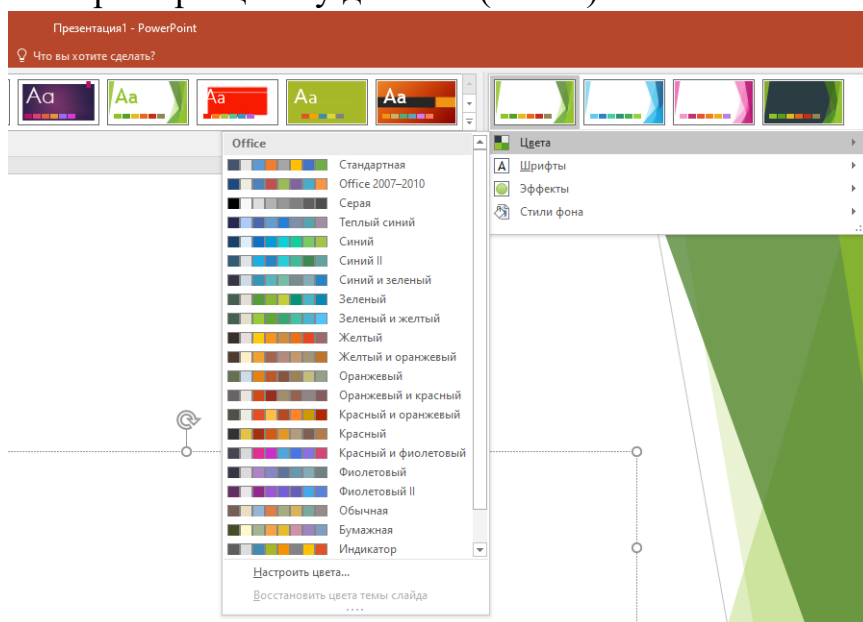 Презентация1 - PowerPoint
Что вы хотите сделать?
Aa
Aa
Aa
Aa
Aa
Office
Стандартная
Office 2007–2010
Серая
Теплый синий
Синий
Синий II
Синий и зеленый
Зеленый
Зеленый и желтый
Желтый
Желтый и оранжевый
Оранжевый
Оранжевый и красный
Красный и оранжевый
Красный
Красный и фиолетовый
Фиолетовый
Фиолетовый II
Обычная
Бумажная
Индикатор
Настроить цвета...
Восстановить цвета темы слайда
Цвета
A Шрифты
Эффекты
Стили фона